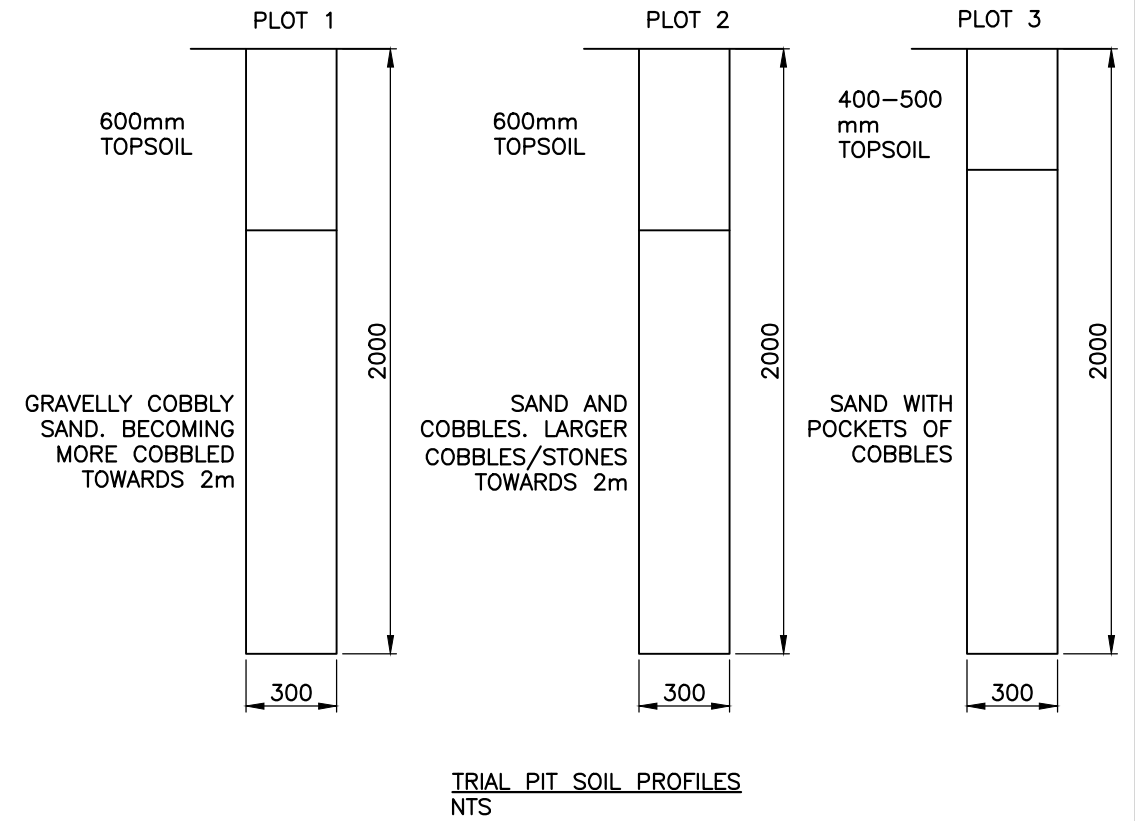 PLOT 1
600mm
TOPSOIL
2000
GRAVELLY COBBLY
SAND. BECOMING
MORE COBBLED
TOWARDS 2m
300
PLOT 2
600mm
TOPSOIL
2000
SAND AND
COBBLES. LARGER
COBBLES/STONES
TOWARDS 2m
300
PLOT 3
400-500
mm
TOPSOIL
2000
SAND WITH
POCKETS OF
COBBLES
300
TRIAL PIT SOIL PROFILES
NTS